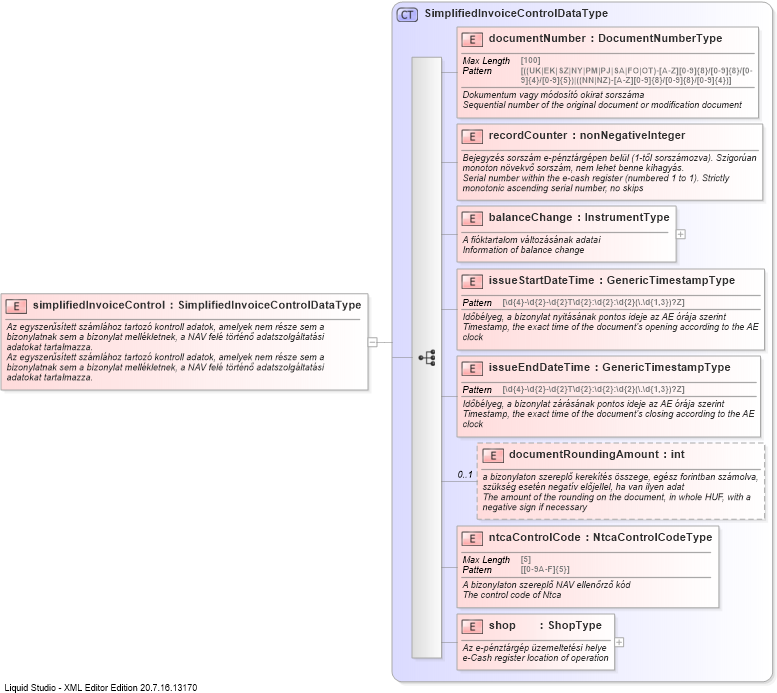 CT SimplifiedInvoiceControlDataType
E documentNumber : DocumentNumberType
Max Length [100]
Pattern [((UK|EK|SZ|NY|PM|PJ|SA|FO|OT)-[A-Z][0-9]{8}/[0-9]{8}/[0-
9]{4}/[0-9]{5})|((NN|NZ)-[A-Z][0-9]{8}/[0-9]{8}/[0-9]{4})]
Dokumentum vagy módosító okirat sorszáma
Sequential number of the original document or modification document
E recordCounter : nonNegativeInteger
Bejegyzés sorszám e-pénztárgépen belül (1-től sorszámozva). Szigorúan
monoton növekvő sorszám, nem lehet benne kihagyás.
Serial number within the e-cash register (numbered 1 to 1). Strictly
monotonic ascending serial number, no skips
E balanceChange : InstrumentType
A fióktartalom változásának adatai
Information of balance change
E issueStartDateTime : GenericTimestampType
Pattern [\d{4}-\d{2}-\d{2}T\d{2}:\d{2}:\d{2}(\.\d{1,3})?Z]
Időbélyeg, a bizonylat nyitásának pontos ideje az AE órája szerint
Timestamp, the exact time of the document's opening according to the AE
clock
E simplifiedInvoiceControl : SimplifiedInvoiceControlDataType
Az egyszerűsített számlához tartozó kontroll adatok, amelyek nem része sem a
bizonylatnak sem a bizonylat mellékletnek, a NAV felé történő adatszolgáltatási
adatokat tartalmazza.
Az egyszerűsített számlához tartozó kontroll adatok, amelyek nem része sem a
bizonylatnak sem a bizonylat mellékletnek, a NAV felé történő adatszolgáltatási
adatokat tartalmazza.
E issueEndDateTime : GenericTimestampType
Pattern [\d{4}-\d{2}-\d{2}T\d{2}:\d{2}:\d{2}(\.\d{1,3})?Z]
Időbélyeg, a bizonylat zárásának pontos ideje az AE órája szerint
Timestamp, the exact time of the document's closing according to the AE
clock
E documentRoundingAmount : int
0..1
a bizonylaton szereplő kerekítés összege, egész forintban számolva,
szükség esetén negatív előjellel, ha van ilyen adat
The amount of the rounding on the document, in whole HUF, with a
negative sign if necessary
E ntcaControlCode : NtcaControlCodeType
Max Length [5]
Pattern [[0-9A-F]{5}]
A bizonylaton szereplő NAV ellenőrző kód
The control code of Ntca
E shop : ShopType
Az e-pénztárgép üzemeltetési helye
e-Cash register location of operation
Liquid Studio - XML Editor Edition 20.7.16.13170